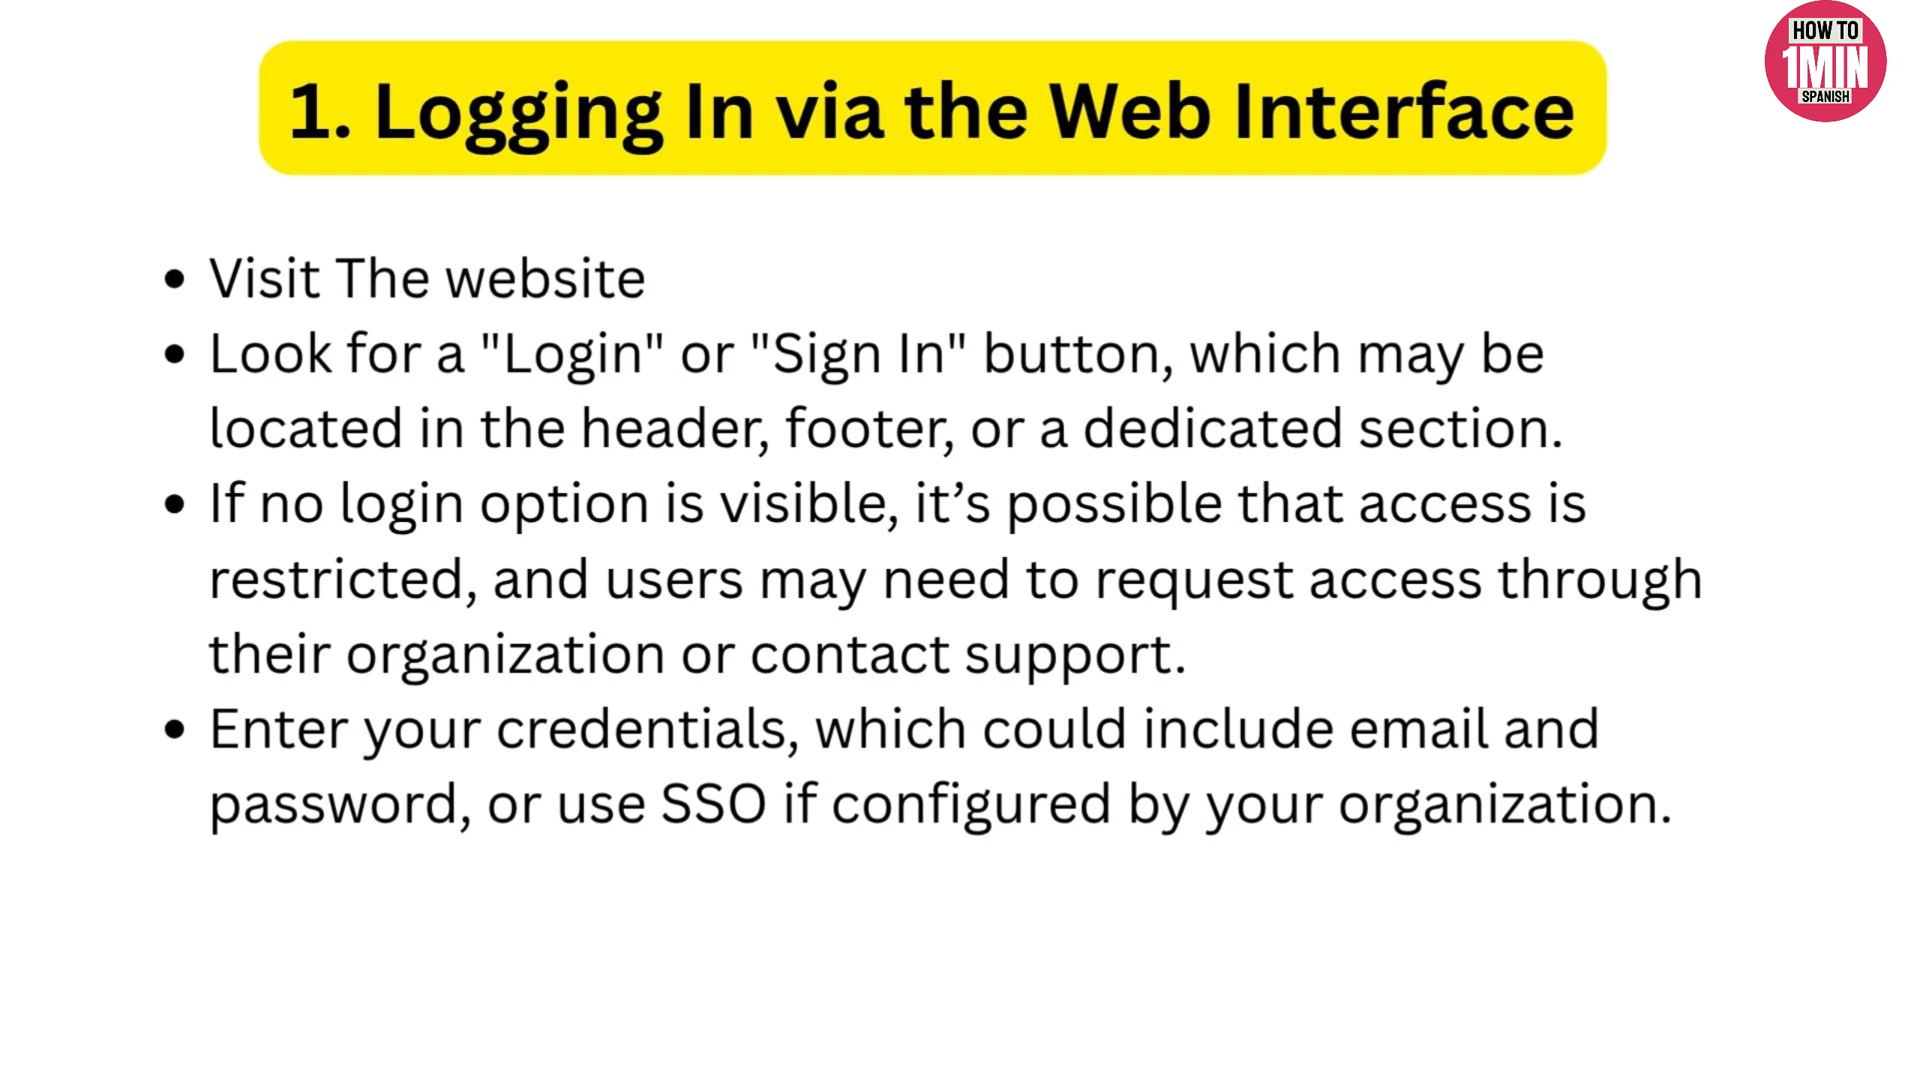 HOW TO
1MIN
SPANISH
1. Logging In via the Web Interface
• Visit The website
• Look for a "Login" or "Sign In" button, which may be
located in the header, footer, or a dedicated section.
• If no login option is visible, it’s possible that access is
restricted, and users may need to request access through
their organization or contact support.
• Enter your credentials, which could include email and
password, or use SSO if configured by your organization.